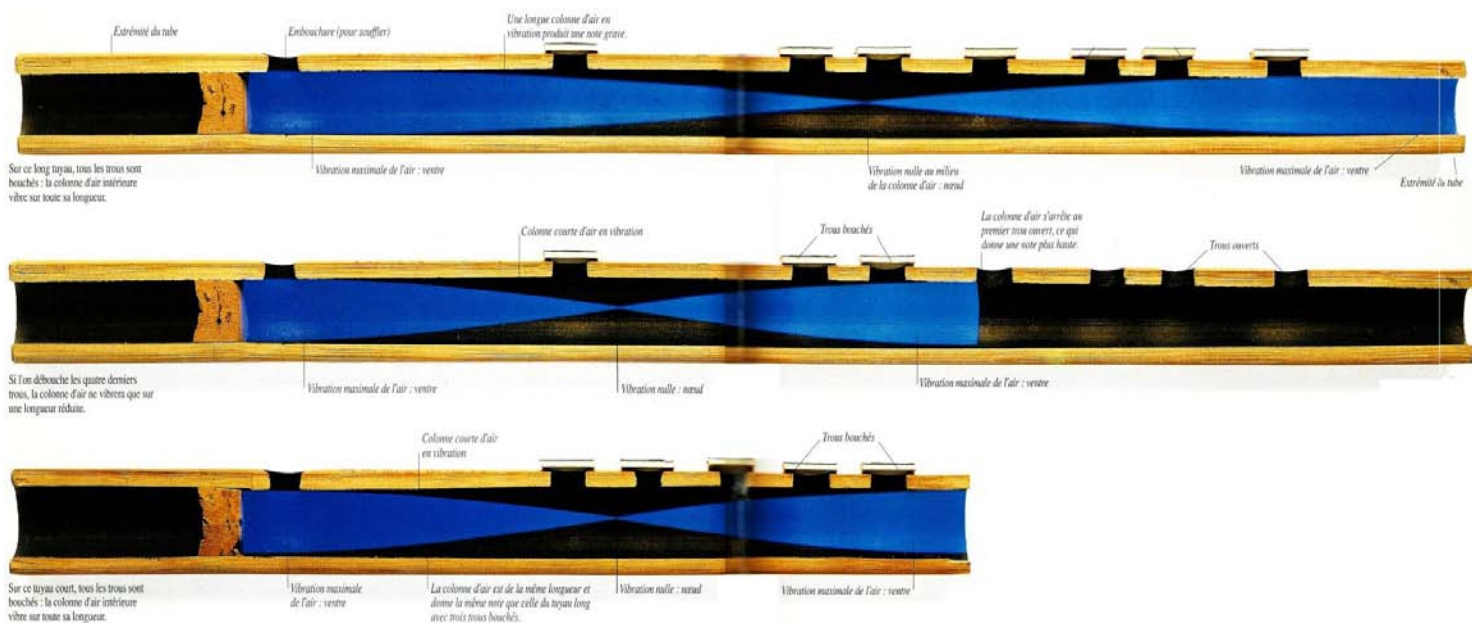 Extrémité du tube
Embouchure (pour souffler)
Une longue colonne d'air en
vibration produit une note grave.
Sur ce long tuyau, tous les trous sont
bouchés : la colonne d'air intérieure
vibre sur toute sa longueur.
Vibration maximale de l'air : ventre
Vibration nulle au milieu
de la colonne d'air : nœud
Vibration maximale de l'air : ventre
Extrémité du tube
Colonne courte d'air en vibration
Trous bouchés
La colonne d'air s'arrête au
premier trou ouvert, ce qui
donne une note plus haute.
Trous ouverts
Si l'on débouche les quatre derniers
trous, la colonne d'air ne vibrera que sur
une longueur réduite.
Vibration maximale de l'air : ventre
Vibration nulle : nœud
Vibration maximale de l'air : ventre
Colonne courte d'air
en vibration
Trous bouchés
Sur ce tuyau court, tous les trous sont
bouchés : la colonne d'air intérieure
vibre sur toute sa longueur.
Vibration maximale
de l'air : ventre
La colonne d'air est de la même longueur et
donne la même note que celle du tuyau long
avec trois trous bouchés.
Vibration nulle : nœud
Vibration maximale de l'air : ventre